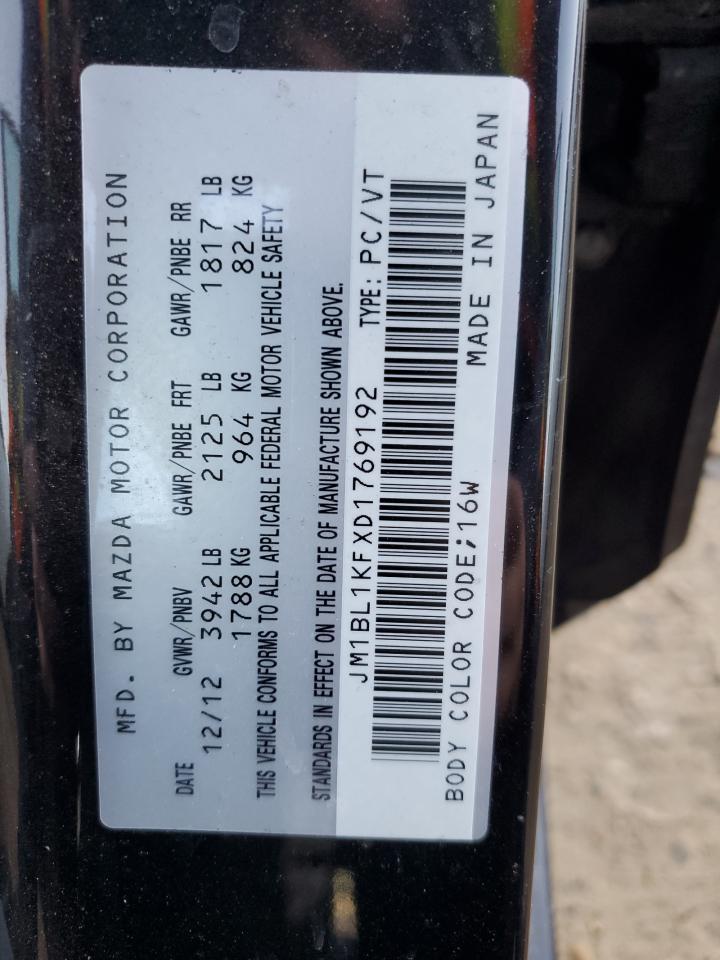 MFD. BY MAZDA MOTOR CORPORATION
DATE GVWR/PNBV GAWR/PNBE FRT GAWR/PNBE RR
12/12 3942 LB 2125 LB 1817 LB
1788 KG 964 KG 824 KG
THIS VEHICLE CONFORMS TO ALL APPLICABLE FEDERAL MOTOR VEHICLE SAFETY
STANDARDS IN EFFECT ON THE DATE OF MANUFACTURE SHOWN ABOVE.
JM1BL1KFXD1769192 TYPE: PC/VT
BODY COLOR CODE;16W MADE IN JAPAN